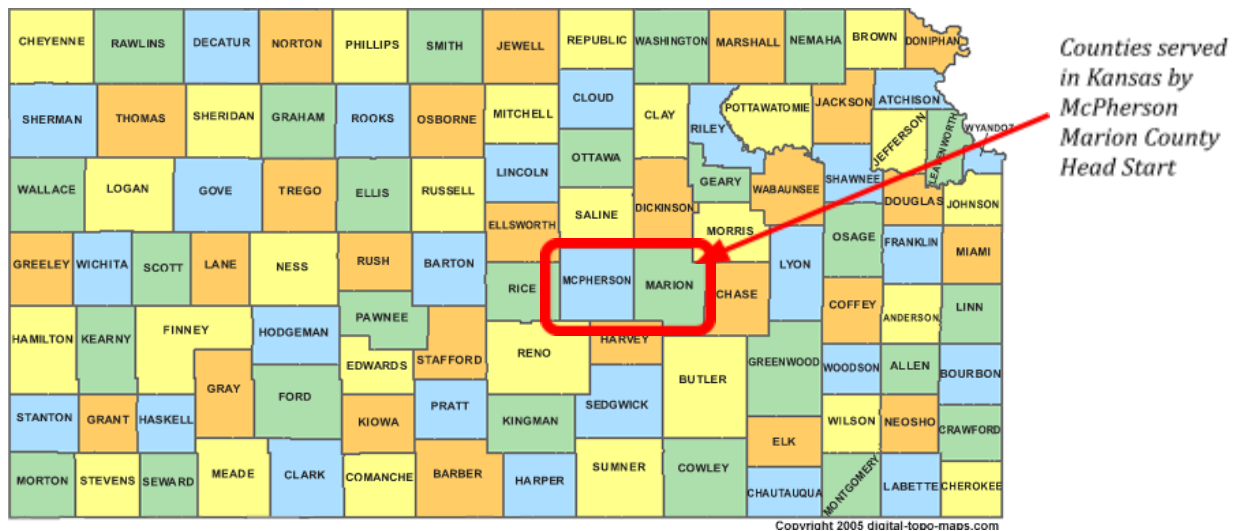 CHEYENNE
RAWLINS
DECATUR
NORTON
PHILLIPS
SMITH
JEWELL
REPUBLIC
WASHINGTON
MARSHALL
NEMAHA
BROWN
DONIPHAN
Counties served
in Kansas by
McPherson
Marion County
Head Start
SHERMAN
THOMAS
SHERIDAN
GRAHAM
ROOKS
OSBORNE
MITCHELL
CLOUD
CLAY
RILEY
POTTAWATOMIE
JACKSON
ATCHISON
JEFFERSON
LEAVENWORTH
WYANDOT
OTTAWA
WALLACE
LOGAN
GOVE
TREGO
ELLIS
RUSSELL
LINCOLN
SALINE
DICKINSON
GEARY
WABAUNSEE
SHAWNEE
DOUGLAS
JOHNSON
ELLSWORTH
MORRIS
GREELEY
WICHITA
SCOTT
LANE
NESS
RUSH
BARTON
RICE
MCPHERSON
MARION
CHASE
LYON
OSAGE
FRANKLIN
MIAMI
HAMILTON
KEARNY
FINNEY
HODGEMAN
PAWNEE
STAFFORD
EDWARDS
RENO
HARVEY
BUTLER
GREENWOOD
COFFEY
ANDERSON
LINN
WOODSON
ALLEN
BOURBON
GRAY
FORD
STANTON
GRANT
HASKELL
KIOWA
PRATT
KINGMAN
SEDGWICK
ELK
WILSON
NEOSHO
CRAWFORD
MORTON
STEVENS
SEWARD
MEADE
CLARK
COMANCHE
BARBER
HARPER
SUMNER
COWLEY
CHAUTAUQUA
MONTGOMERY
LABETTE
CHEROKEE
Copyright 2005 digital-topo-maps.com